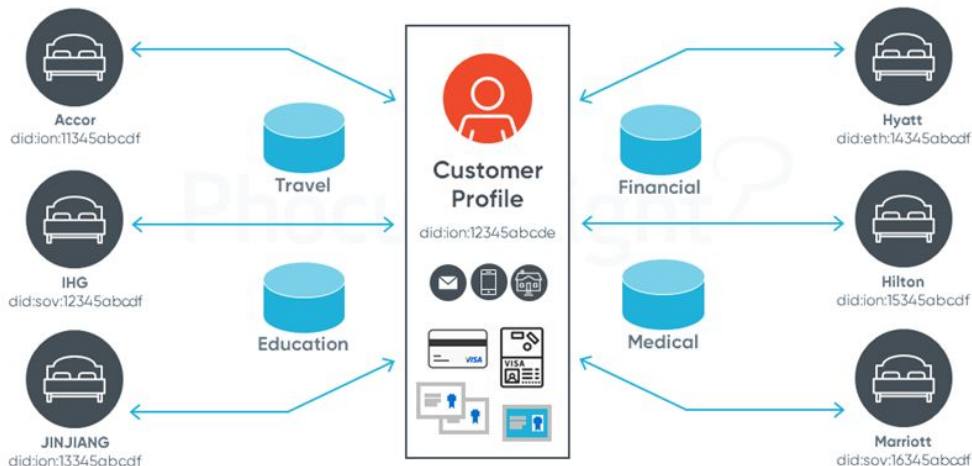 Accor
did:ion:11345abcdf
IHG
did:sov:12345abcdf
JINJIANG
did:ion:13345abcdf
Travel
Education
Customer
Profile
did:ion:12345abcde
VISA
VISA
Financial
Medical
Hyatt
did:eth:14345abcdf
Hilton
did:ion:15345abcdf
Marriott
did:sov:16345abcdf